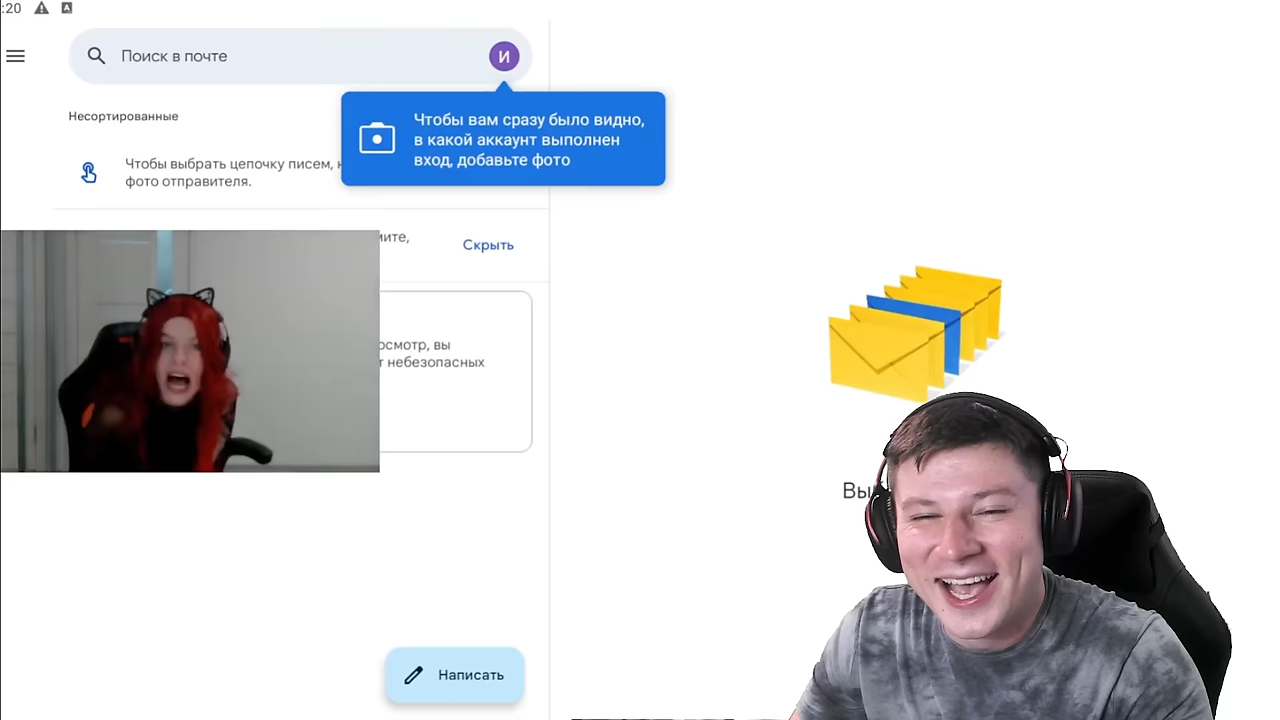 :20
Поиск в почте
И
Несортированные
Чтобы вам сразу было видно,
в какой аккаунт выполнен
вход, добавьте фото
Чтобы выбрать цепочку писем,
фото отправителя.
Скрыть
осмотр, вы
небезопасных
Написать